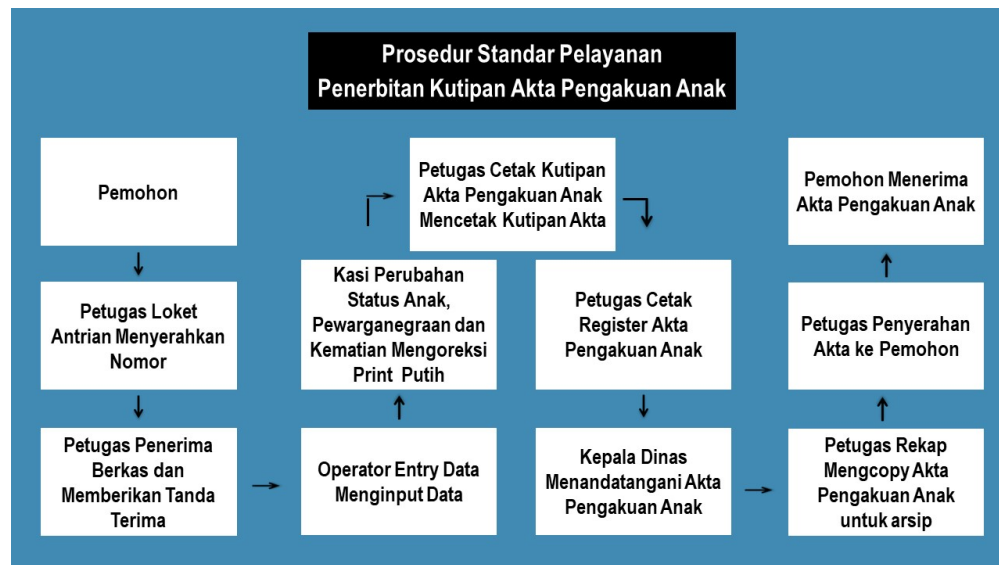 Prosedur Standar Pelayanan
Penerbitan Kutipan Akta Pengakuan Anak
Pemohon
Petugas Loket
Antrian Menyerahkan
Nomor
Petugas Penerima
Berkas dan
Memberikan Tanda
Terima
Operator Entry Data
Menginput Data
Kasi Perubahan
Status Anak,
Pewarganegraan dan
Kematian Mengoreksi
Print Putih
Petugas Cetak Kutipan
Akta Pengakuan Anak
Mencetak Kutipan Akta
Petugas Cetak
Register Akta
Pengakuan Anak
Kepala Dinas
Menandatangani Akta
Pengakuan Anak
Petugas Rekap
Mengcopy Akta
Pengakuan Anak
untuk arsip
Petugas Penyerahan
Akta ke Pemohon
Pemohon Menerima
Akta Pengakuan Anak